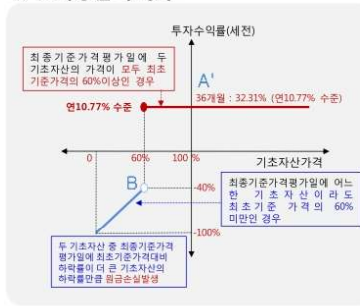 투자수익률(세전)
최종기준가격평가일에 두
기초자산의 가격이 모두 최초
기준가격의 60%이상인 경우
A'
36개월 : 32.31% (연10.77% 수준)
연10.77% 수준
0
60%
100 %
기초자산가격
B
-40%
최종기준가격평가일에 어느
한 기초자산이라도
최초기준 가격의 60%
미만인 경우
-100%
두 기초자산 중 최종기준가격
평가일에 최초기준가격대비
하락률이 더 큰 기초자산의
하락률만큼 원금손실발생